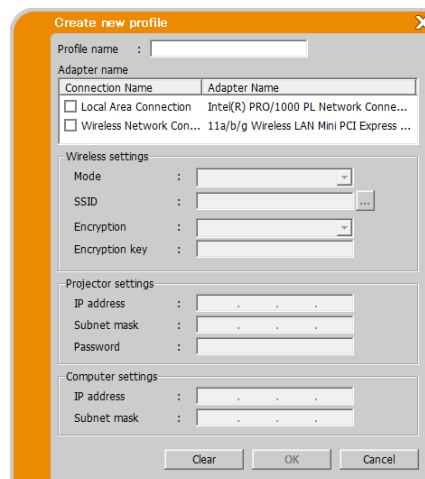 Create new profile
Profile name :
Adapter name
Connection Name Adapter Name
Local Area Connection Intel(R) PRO/1000 PL Network Conne...
Wireless Network Con... 11a/b/g Wireless LAN Mini PCI Express ...
Wireless settings
Mode :
SSID : ...
Encryption :
Encryption key :
Projector settings
IP address : . . .
Subnet mask : . . .
Password :
Computer settings
IP address : . . .
Subnet mask : . . .
Clear OK Cancel